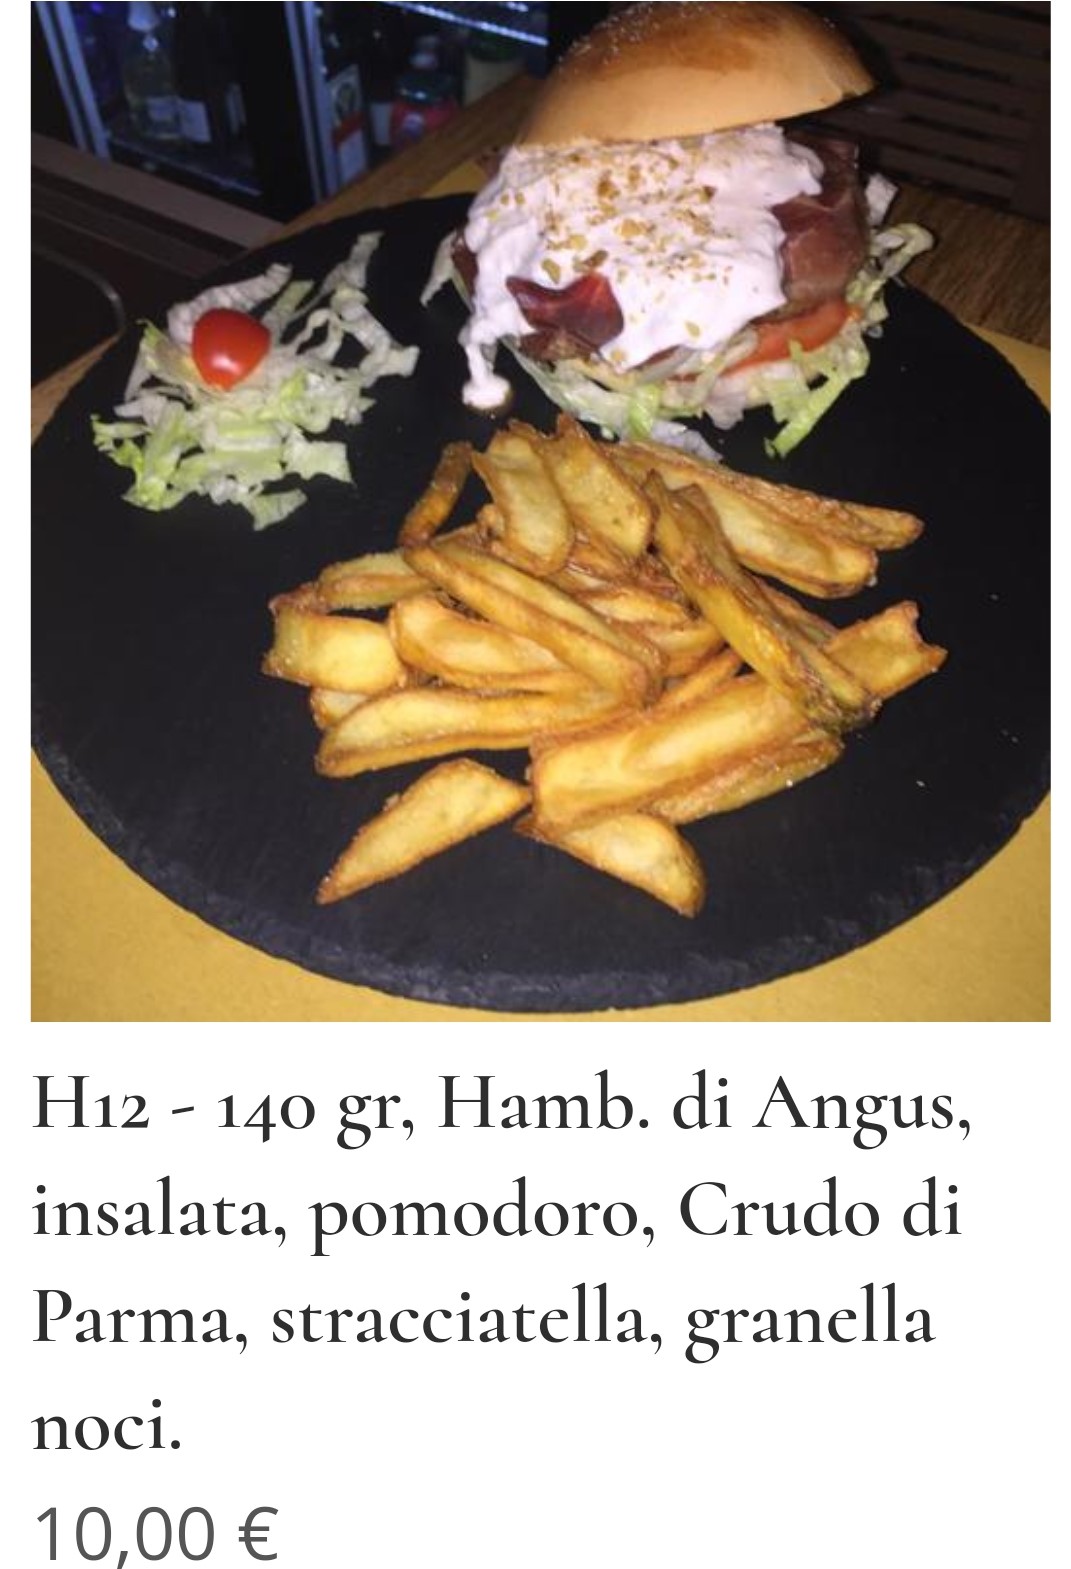 H12 - 140 gr, Hamb. di Angus,
insalata, pomodoro, Crudo di
Parma, stracciatella, granella
noci.
10,00 €